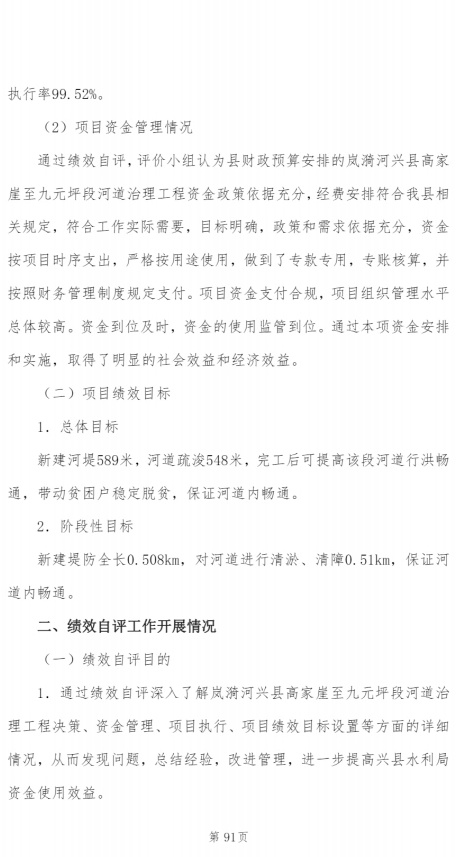 执行率99.52%。
（2）项目资金管理情况
通过绩效自评，评价小组认为县财政预算安排的岚漪河兴县高家
崖至九元坪段河道治理工程资金政策依据充分，经费安排符合我县相
关规定，符合工作实际需要，目标明确，政策和需求依据充分，资金
按项目时序支出，严格按用途使用，做到了专款专用，专账核算，并
按照财务管理制度规定支付。项目资金支付合规，项目组织管理水平
总体较高。资金到位及时，资金的使用监管到位。通过本项资金安排
和实施，取得了明显的社会效益和经济效益。
（二）项目绩效目标
1．总体目标
新建河堤589米，河道疏浚548米，完工后可提高该段河道行洪畅
通，带动贫困户稳定脱贫，保证河道内畅通。
2．阶段性目标
新建堤防全长0.508km，对河道进行清淤、清障0.51km，保证河
道内畅通。
二、绩效自评工作开展情况
（一）绩效自评目的
1．通过绩效自评深入了解岚漪河兴县高家崖至九元坪段河道治
理工程决策、资金管理、项目执行、项目绩效目标设置等方面的详细
情况，从而发现问题，总结经验，改进管理，进一步提高兴县水利局
资金使用效益。
第 91页